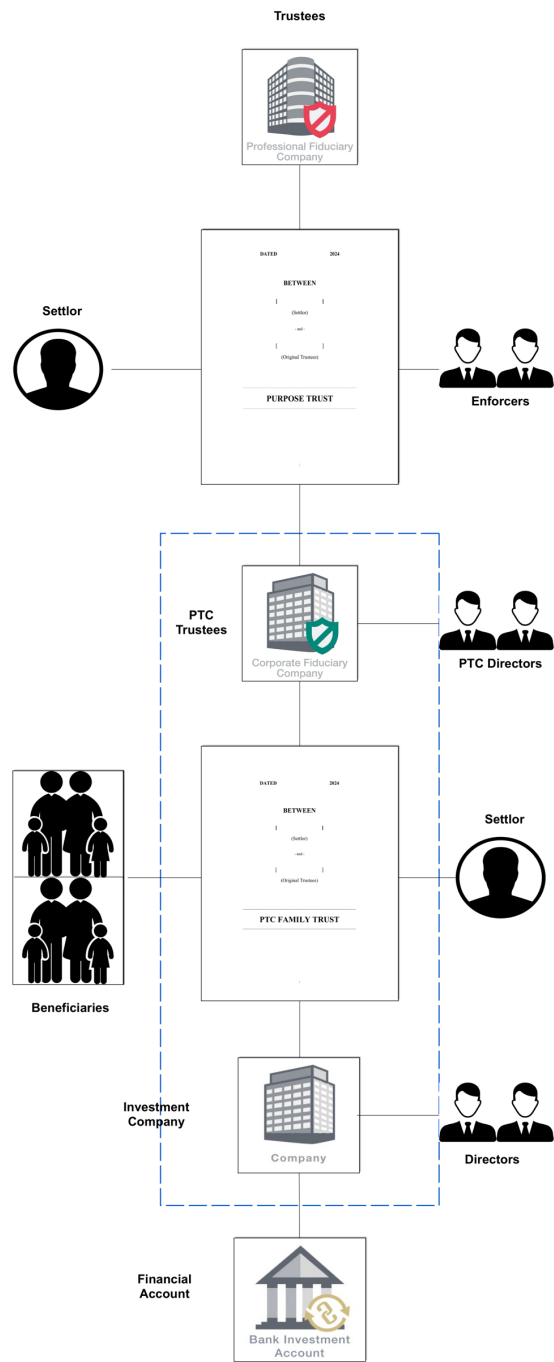 Trustees
Professional Fiduciary
Company
DATED 2024
BETWEEN
[ ]
(Settlor)
- and -
[ ]
(Original Trustees)
PURPOSE TRUST
Settlor
Enforcers
PTC
Trustees
Corporate Fiduciary
Company
PTC Directors
DATED 2024
BETWEEN
[ ]
(Settlor)
- and -
[ ]
(Original Trustees)
PTC FAMILY TRUST
Settlor
Beneficiaries
Investment
Company
Company
Directors
Financial
Account
Bank Investment
Account